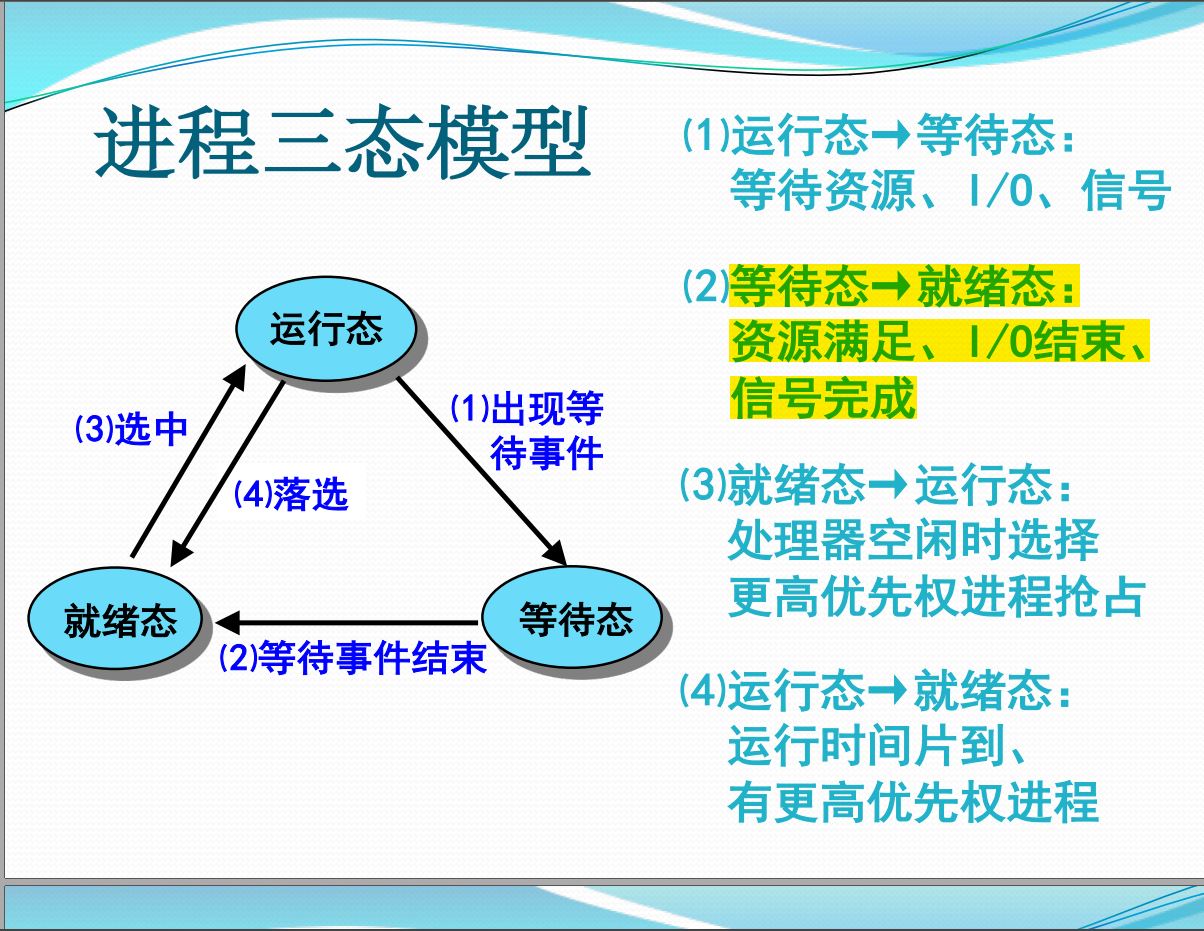 进程三态模型
(1)运行态→等待态：
等待资源、I/O、信号
(2)等待态→就绪态：
资源满足、I/O结束、
信号完成
(3)就绪态→运行态：
处理器空闲时选择
更高优先权进程抢占
(4)运行态→就绪态：
运行时间片到、
有更高优先权进程
运行态
(1)出现等
待事件
(3)选中
(4)落选
就绪态
等待态
(2)等待事件结束